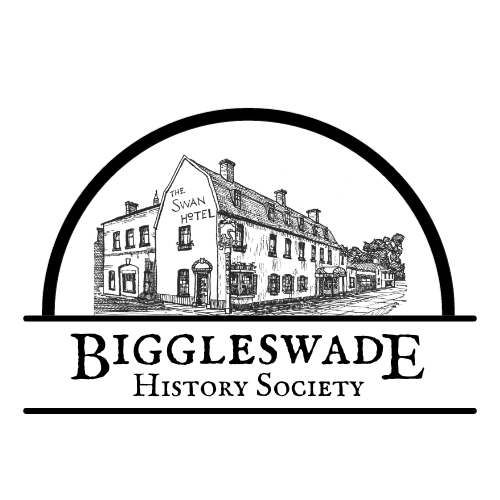 THE
SWAN
HOTEL
BIGGLESWADE
HISTORY SOCIETY